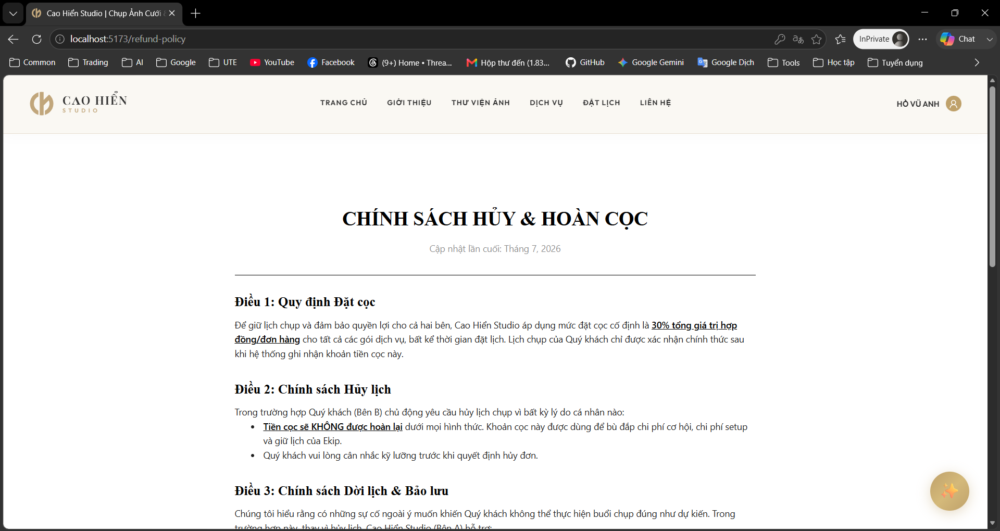 Cao Hiển Studio | Chụp Ảnh Cưới
localhost:5173/refund-policy
InPrivate
Chat
Common
Trading
AI
Google
UTE
YouTube
Facebook
(9+) Home • Threa...
Hộp thư đến (1.83...
GitHub
Google Gemini
Google Dịch
Tools
Học tập
Tuyển dụng
CAO HIỂN
STUDIO
TRANG CHỦ
GIỚI THIỆU
THƯ VIỆN ẢNH
DỊCH VỤ
ĐẶT LỊCH
LIÊN HỆ
HỒ VŨ ANH
CHÍNH SÁCH HỦY & HOÀN CỌC
Cập nhật lần cuối: Tháng 7, 2026
Điều 1: Quy định Đặt cọc
Để giữ lịch chụp và đảm bảo quyền lợi cho cả hai bên, Cao Hiển Studio áp dụng mức đặt cọc cố định là 30% tổng giá trị hợp
đồng/đơn hàng cho tất cả các gói dịch vụ, bất kể thời gian đặt lịch. Lịch chụp của Quý khách chỉ được xác nhận chính thức sau
khi hệ thống ghi nhận khoản tiền cọc này.
Điều 2: Chính sách Hủy lịch
Trong trường hợp Quý khách (Bên B) chủ động yêu cầu hủy lịch chụp vì bất kỳ lý do cá nhân nào:
• Tiền cọc sẽ KHÔNG được hoàn lại dưới mọi hình thức. Khoản cọc này được dùng để bù đắp chi phí cơ hội, chi phí setup
và giữ lịch của Ekip.
• Quý khách vui lòng cân nhắc kỹ lưỡng trước khi quyết định hủy đơn.
Điều 3: Chính sách Dời lịch & Bảo lưu
Chúng tôi hiểu rằng có những sự cố ngoài ý muốn khiến Quý khách không thể thực hiện buổi chụp đúng như dự kiến. Trong
trường hợp này, thay vì hủy lịch, Cao Hiển Studio (Bên A) hỗ trợ: